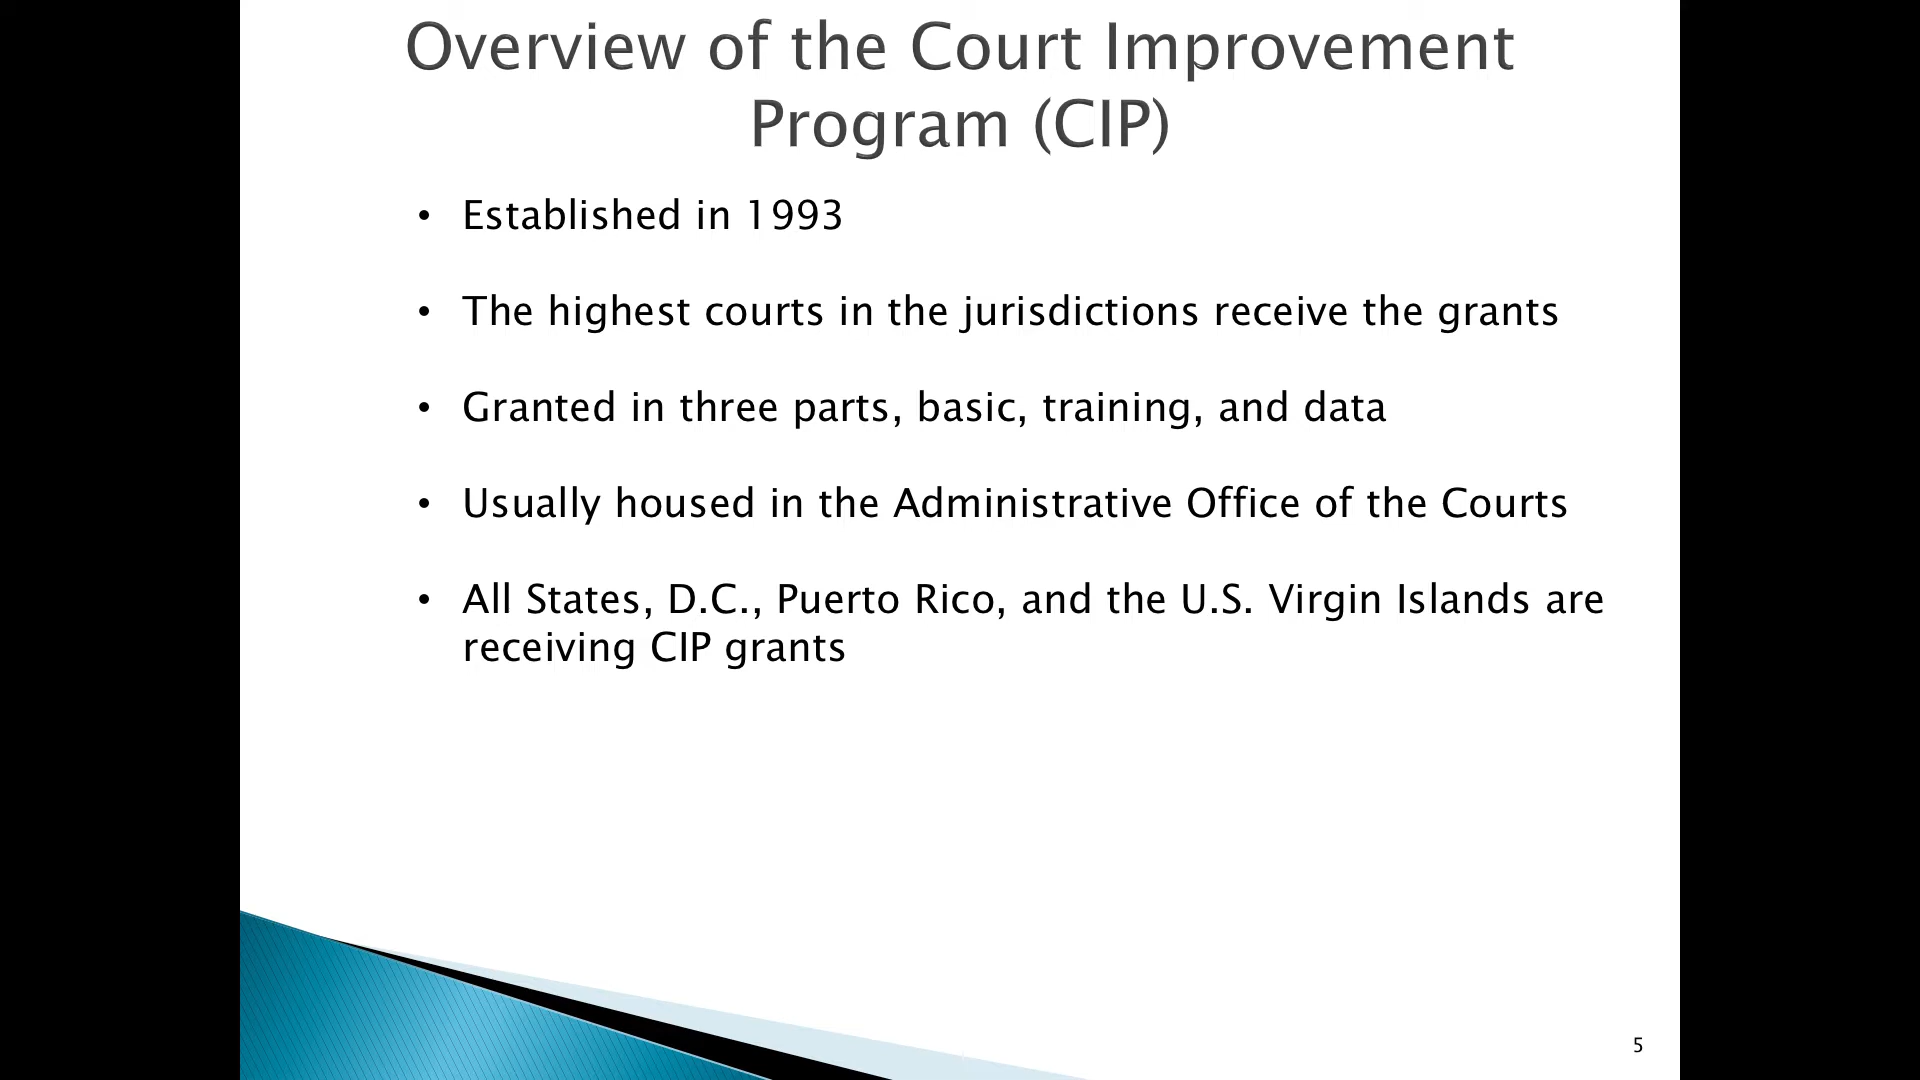 Overview of the Court Improvement
Program (CIP)
• Established in 1993
• The highest courts in the jurisdictions receive the grants
• Granted in three parts, basic, training, and data
• Usually housed in the Administrative Office of the Courts
• All States, D.C., Puerto Rico, and the U.S. Virgin Islands are
receiving CIP grants
5